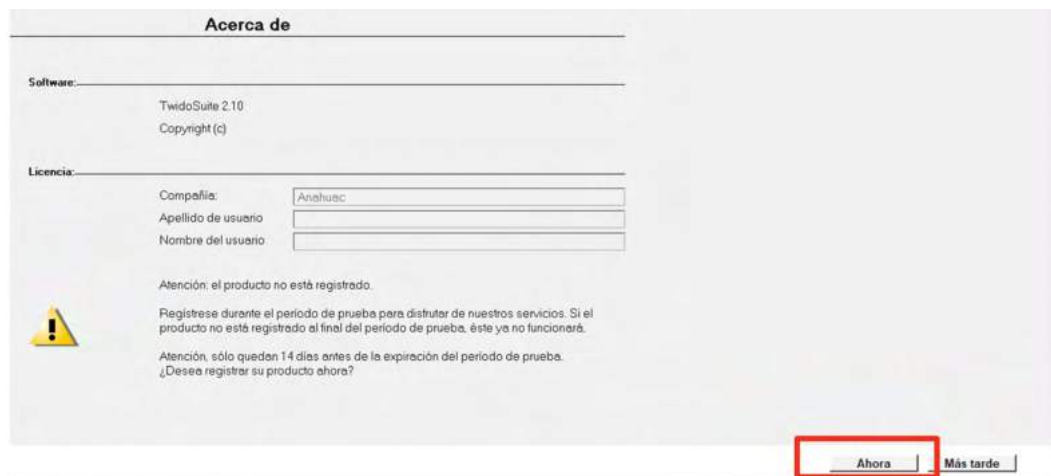 Acerca de
Software:
TwidoSuite 2.10
Copyright (c)
Licencia:
Compañía:
Anahuac
Apellido de usuario
Nombre del usuario
Atención: el producto no está registrado.
Regístrese durante el período de prueba para disfrutar de nuestros servicios. Si el
producto no está registrado al final del período de prueba, éste ya no funcionará.
Atención, sólo quedan 14 días antes de la expiración del período de prueba.
¿Desea registrar su producto ahora?
Ahora
Más tarde